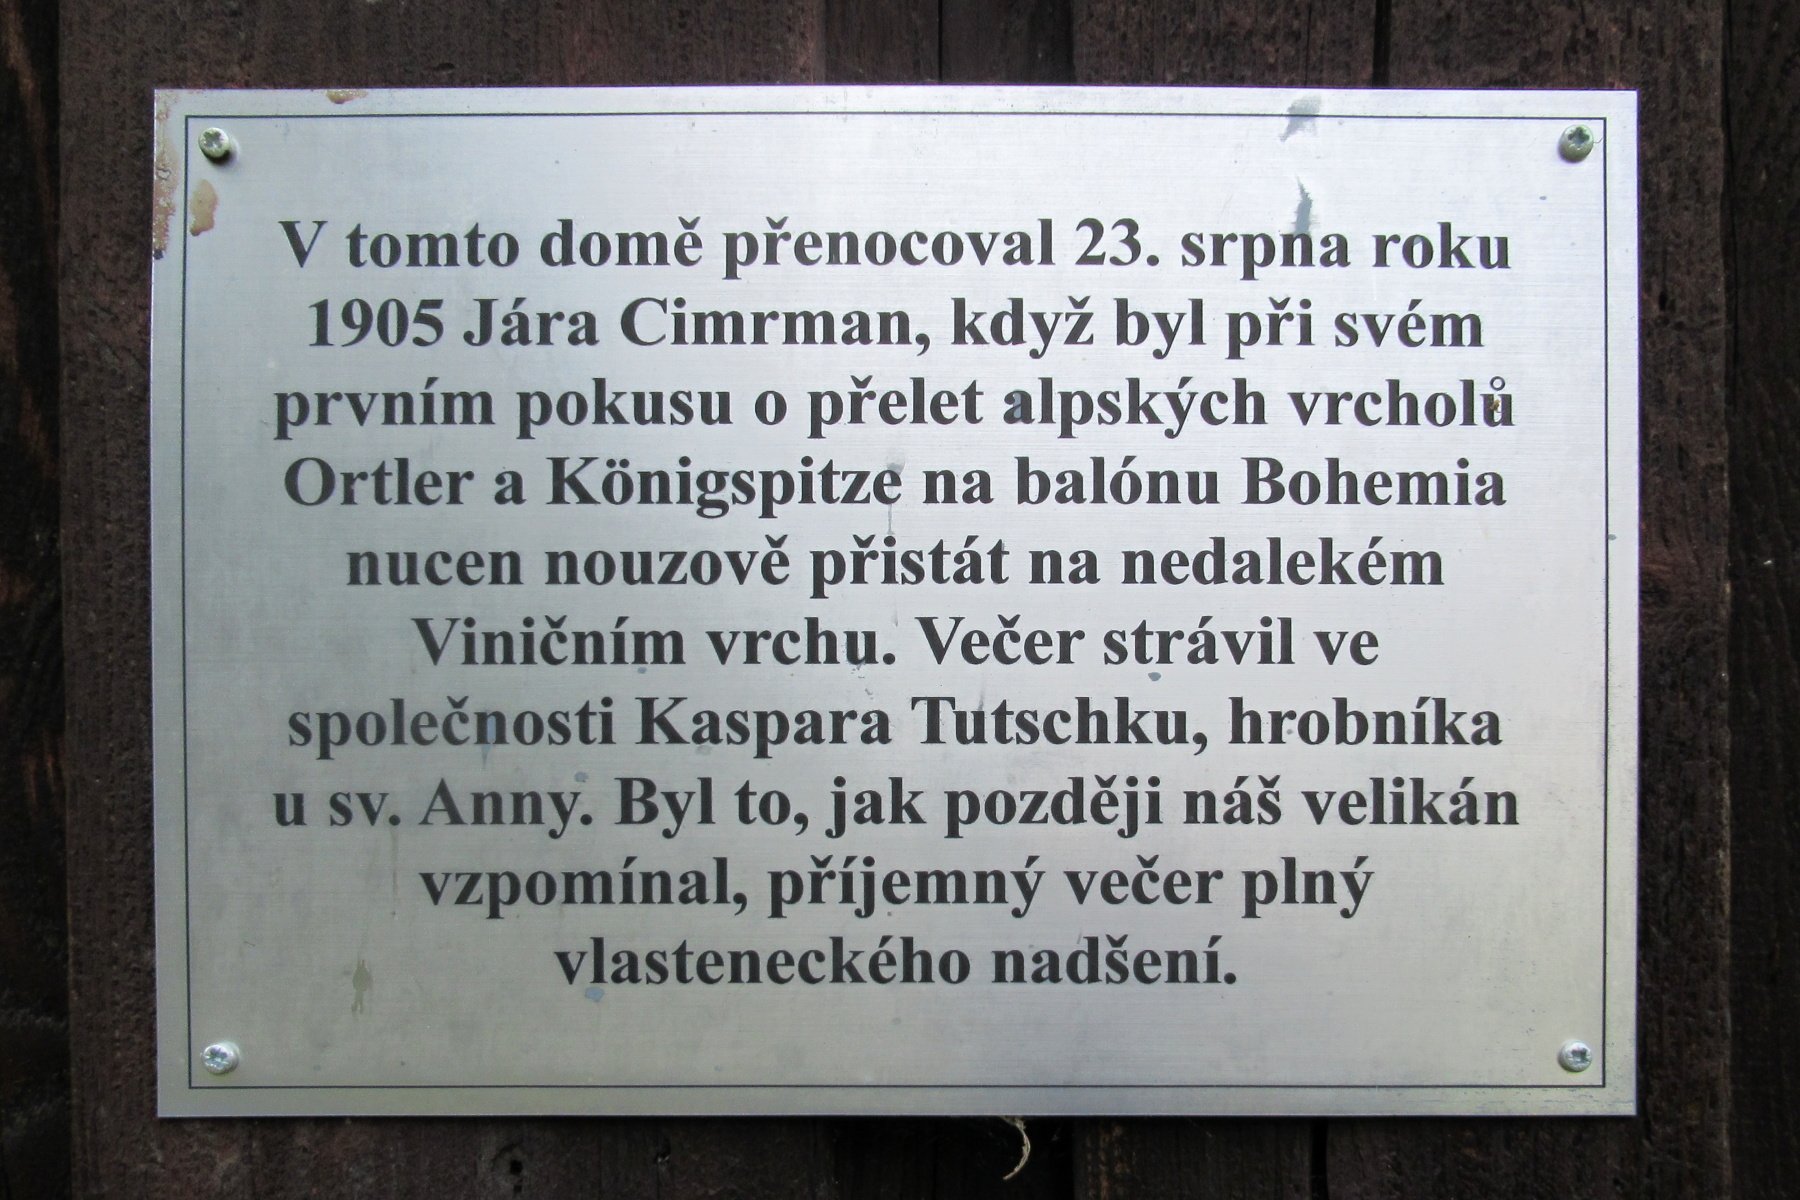 V tomto domě přenocoval 23. srpna roku
1905 Jára Cimrman, když byl při svém
prvním pokusu o přelet alpských vrcholů
Ortler a Königspitze na balónu Bohemia
nucen nouzově přistát na nedalekém
Viničním vrchu. Večer strávil ve
společnosti Kaspara Tutschku, hrobníka
u sv. Anny. Byl to, jak později náš velikán
vzpomínal, příjemný večer plný
vlasteneckého nadšení.